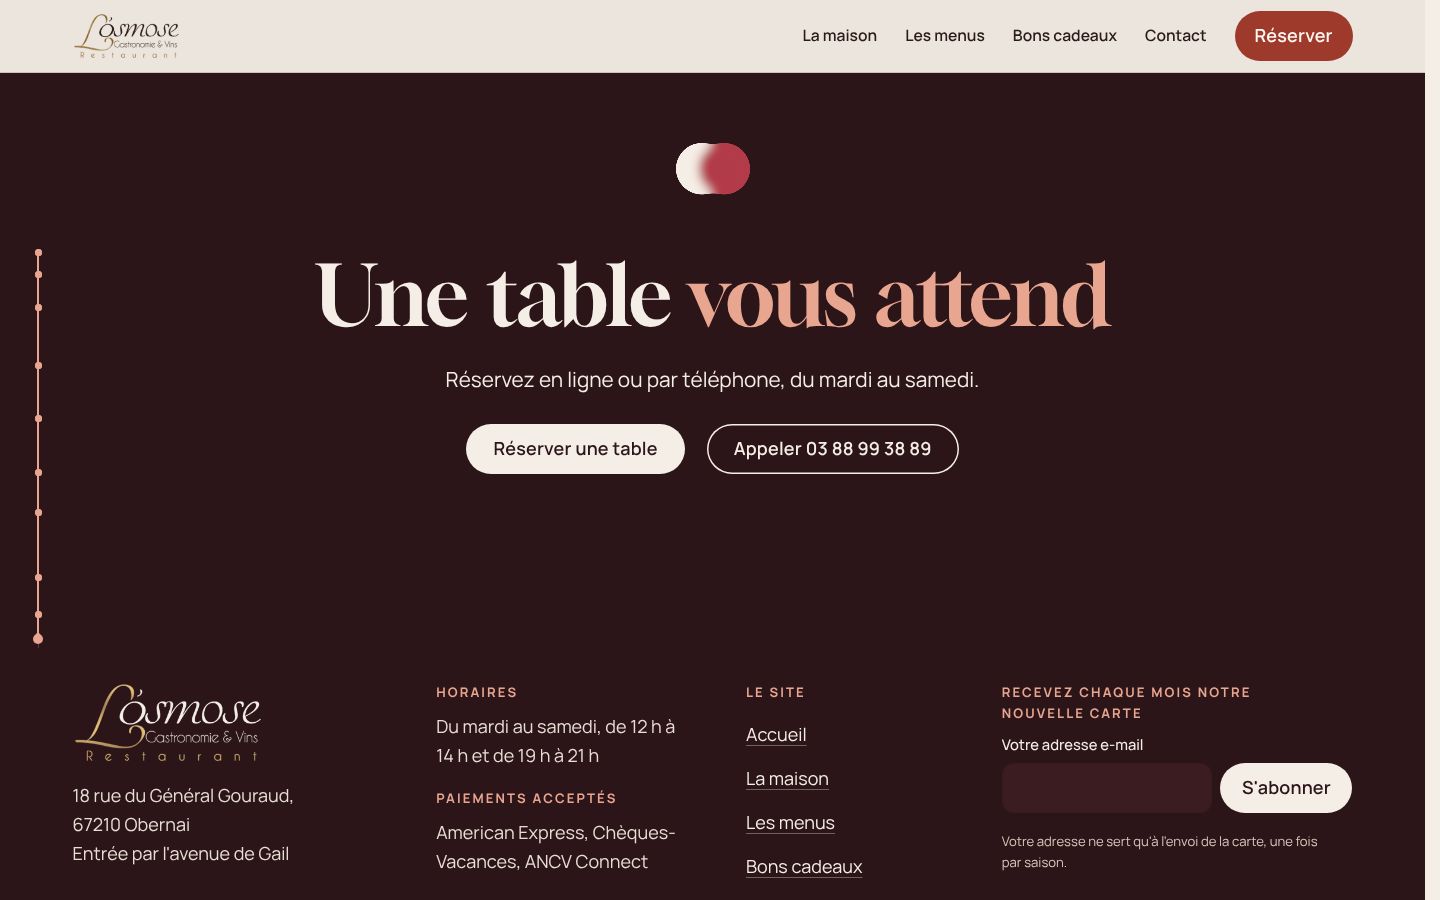 L'osmose
Gastronomie & Vins
Restaurant
La maison
Les menus
Bons cadeaux
Contact
Réserver
Une table vous attend
Réservez en ligne ou par téléphone, du mardi au samedi.
Réserver une table
Appeler 03 88 99 38 89
L'osmose
Gastronomie & Vins
Restaurant
18 rue du Général Gouraud,
67210 Obernai
Entrée par l'avenue de Gail
HORAIRES
Du mardi au samedi, de 12 h à
14 h et de 19 h à 21 h
PAIEMENTS ACCEPTÉS
American Express, Chèques-
Vacances, ANCV Connect
LE SITE
Accueil
La maison
Les menus
Bons cadeaux
RECEVEZ CHAQUE MOIS NOTRE
NOUVELLE CARTE
Votre adresse e-mail
S'abonner
Votre adresse ne sert qu'à l'envoi de la carte, une fois
par saison.